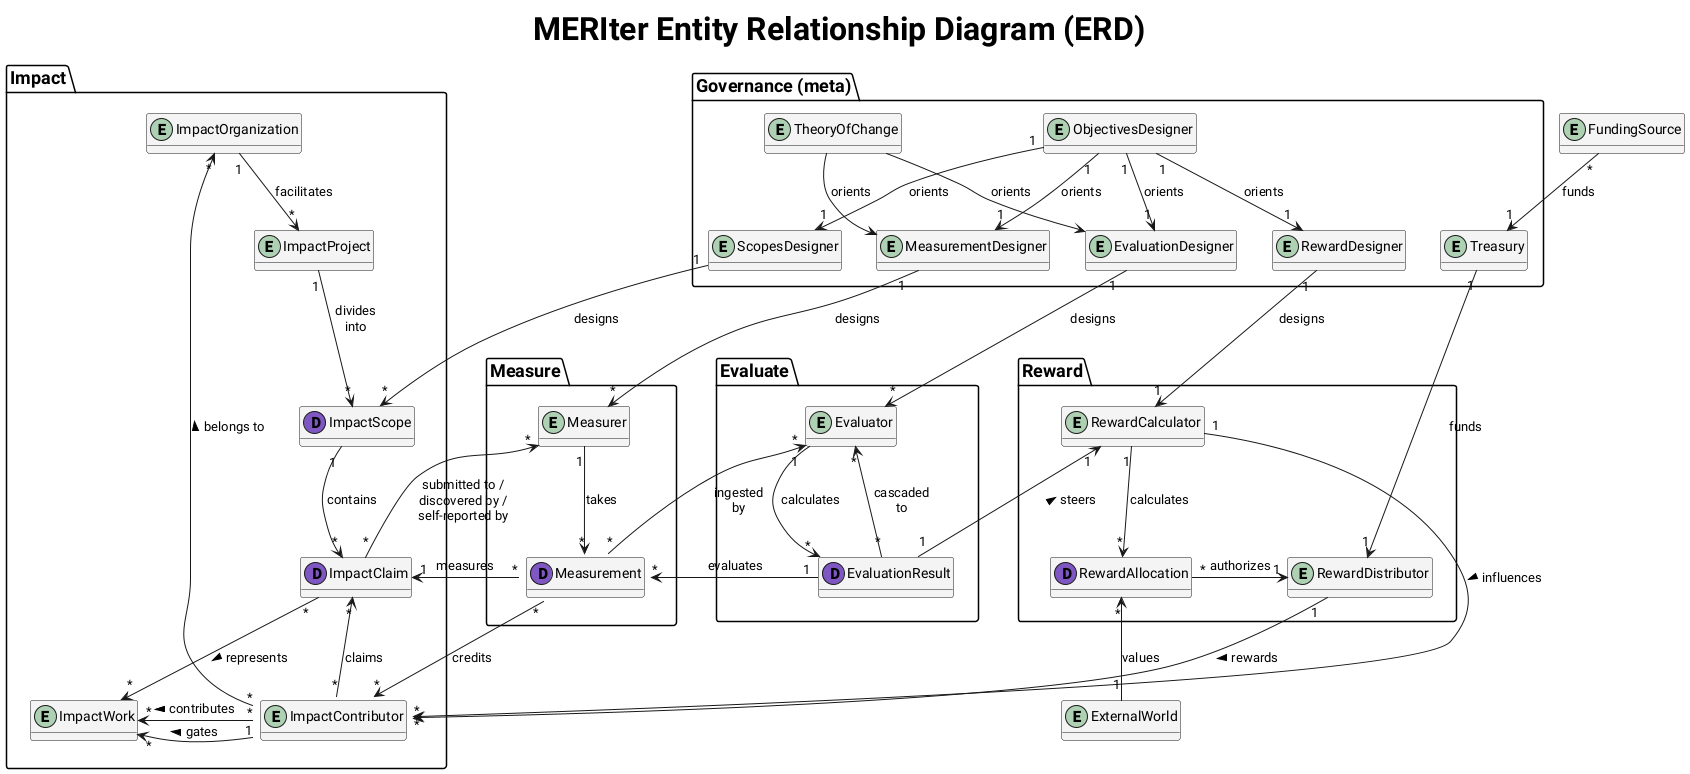 MERIter Entity Relationship Diagram (ERD)
Impact
Governance (meta)
E ImpactOrganization
E TheoryOfChange
E ObjectivesDesigner
E FundingSource
* 1 1 1 1 1 *
facilitates
orients
orients
orients
orients
orients
orients
funds
* 1 1 1 1 1
E ImpactProject
E ScopesDesigner
E MeasurementDesigner
E EvaluationDesigner
E RewardDesigner
E Treasury
1 1 1 1 1 1
divides
into
designs
designs
designs
designs
Measure
Evaluate
Reward
* * * * 1
D ImpactScope
E Measurer
E Evaluator
E RewardCalculator
belongs to
funds
1 * 1 * 1 * 1 1 1
contains
submitted to /
discovered by /
self-reported by
takes
ingested
by
calculates
cascaded
to
steers
calculates
* * * * * * 1 * 1
D ImpactClaim
1 measures *
D Measurement
* evaluates 1
D EvaluationResult
D RewardAllocation
* authorizes 1
E RewardDistributor
influences
* * * * 1
represents
claims
credits
values
rewards
* * * 1
E ImpactWork
* contributes *
* gates 1
*
E ImpactContributor
*
*
E ExternalWorld